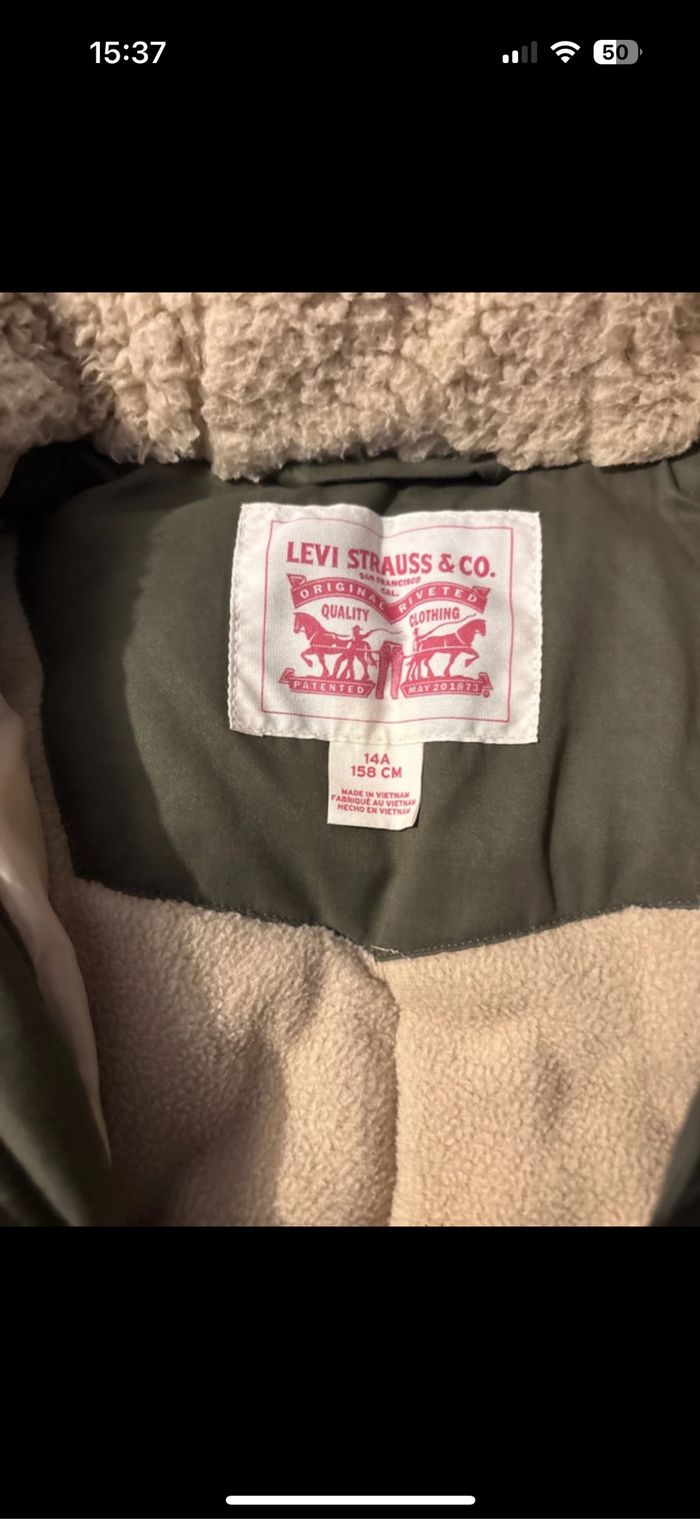 15:37
50
LEVI STRAUSS & CO.
SAN FRANCISCO
CAL.
ORIGINAL RIVETED
QUALITY CLOTHING
PATENTED MAY 20 1873
14A
158 CM
MADE IN VIETNAM
FABRIQUÉ AU VIETNAM
HECHO EN VIETNAM